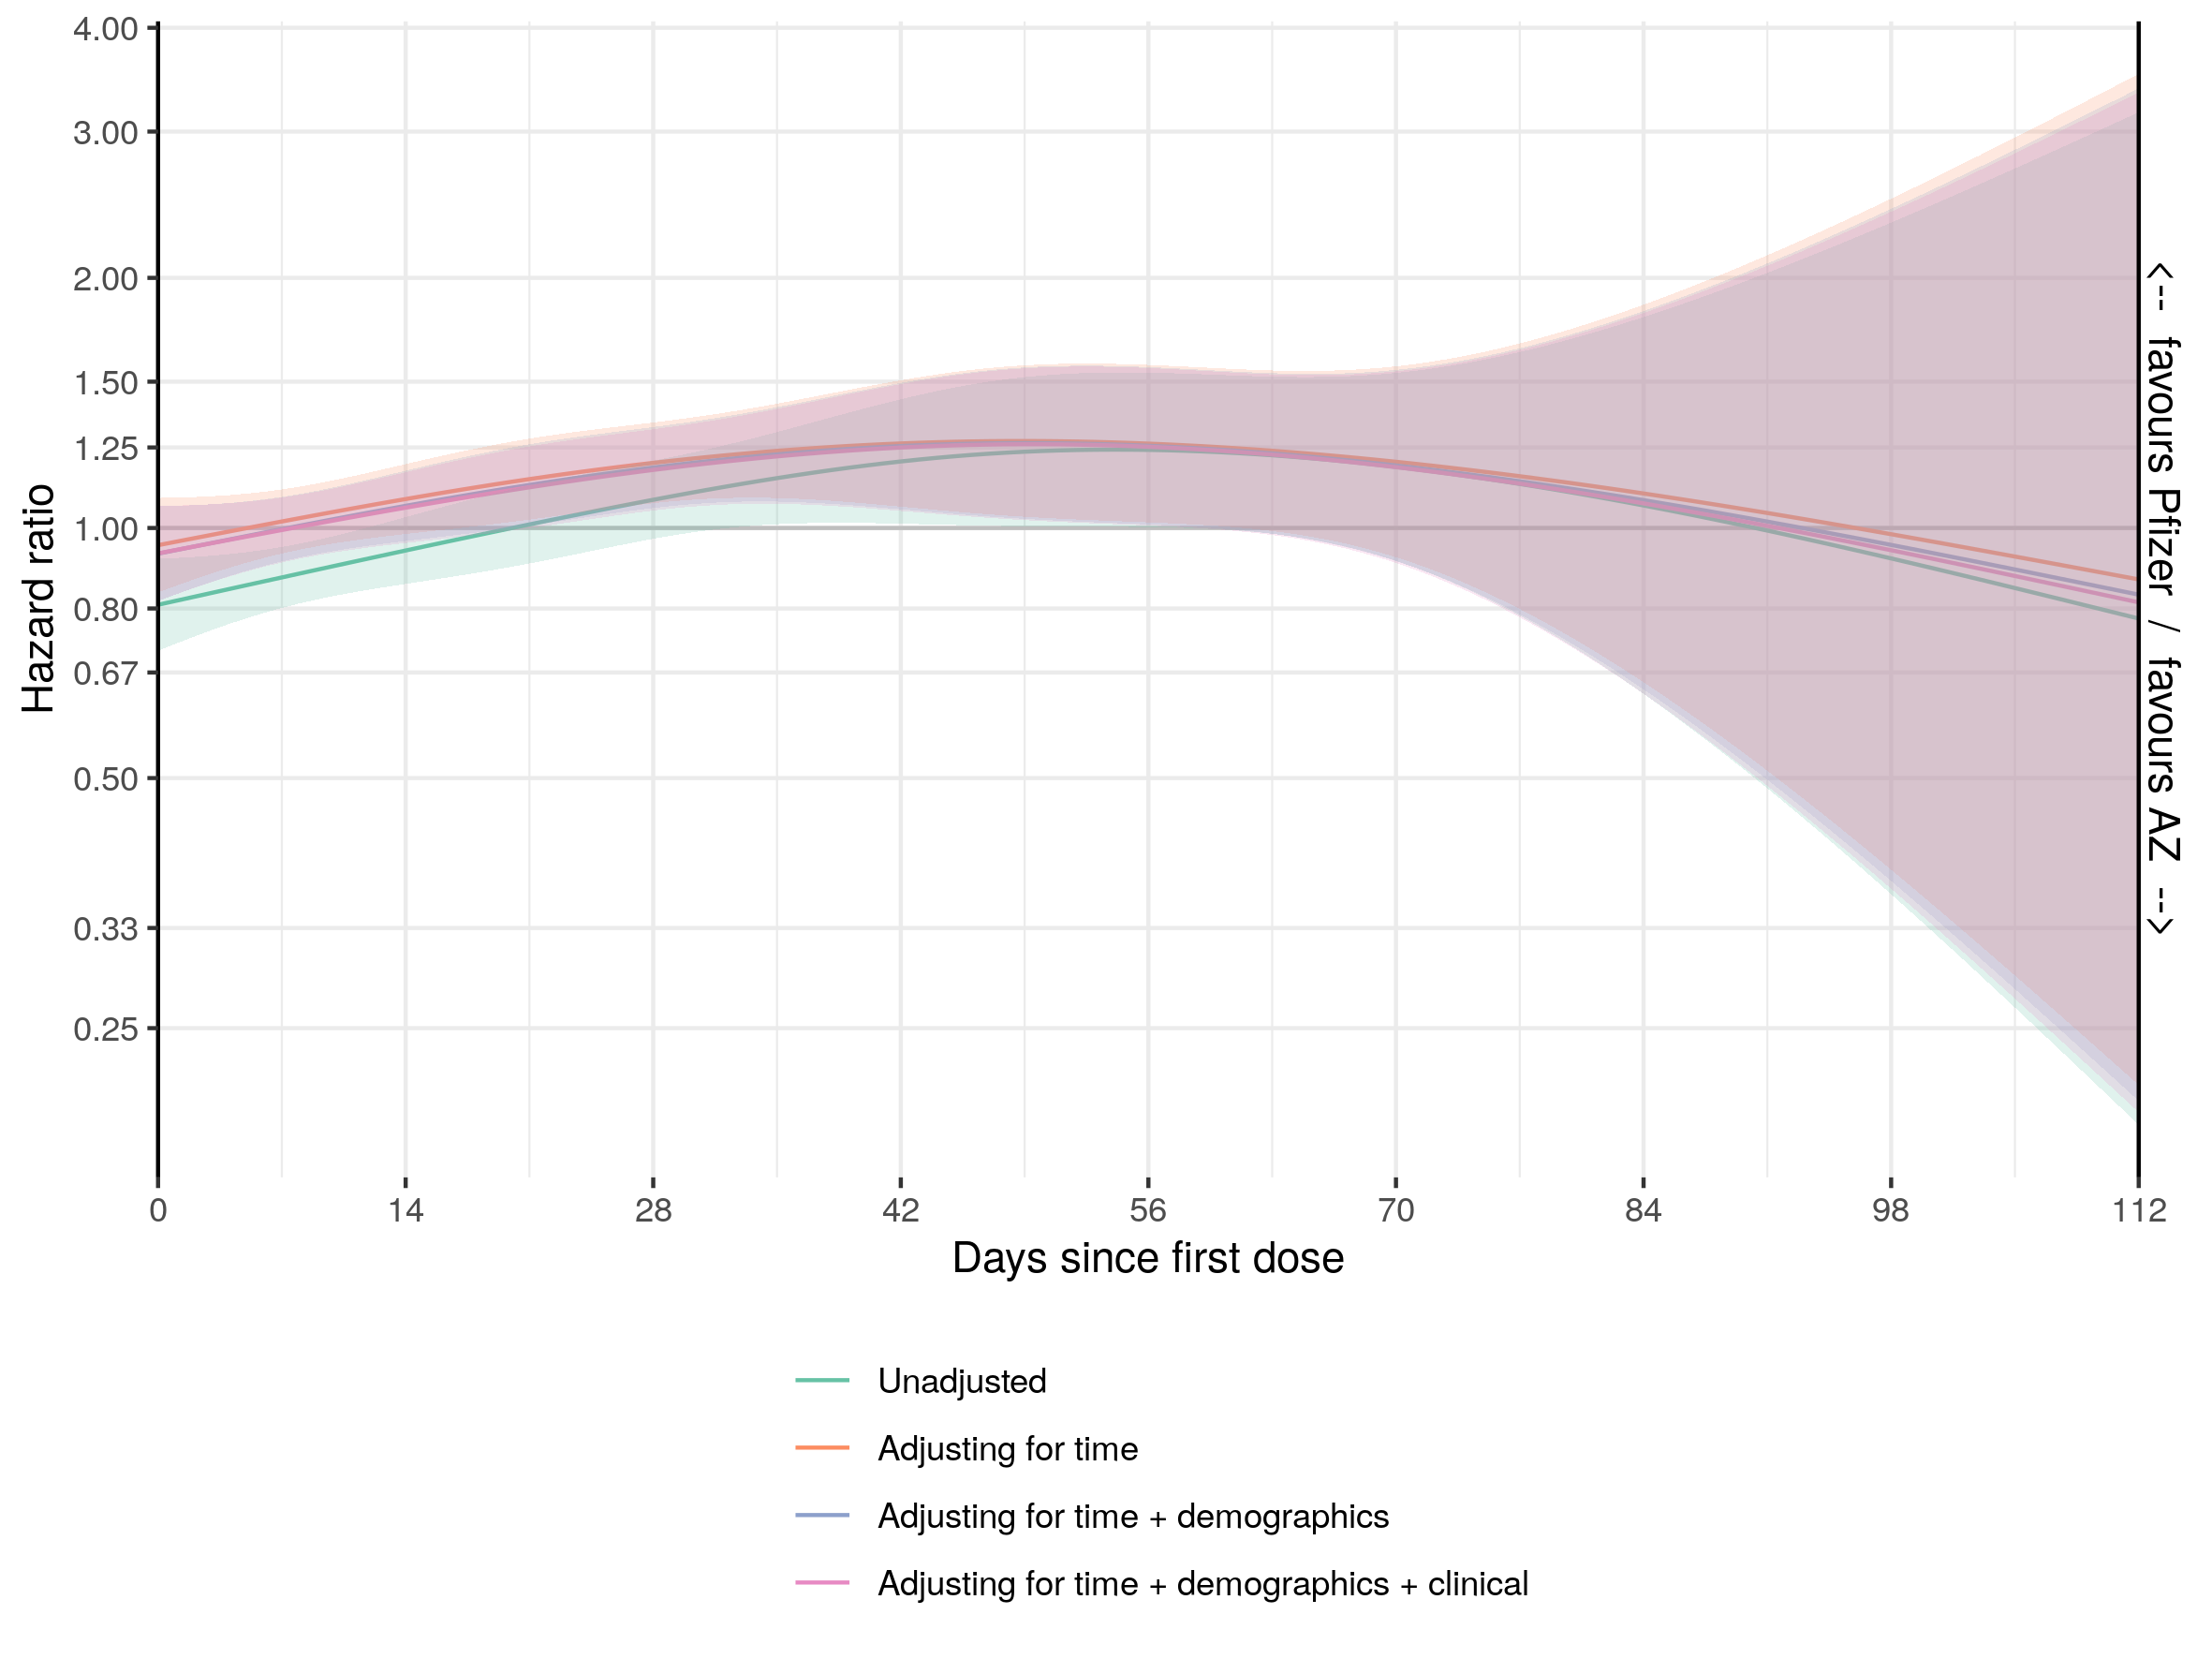 4.00
3.00
2.00
1.50
1.25
1.00
0.80
0.67
0.50
0.33
0.25
Hazard ratio
<-- favours Pfizer / favours AZ -->
0 14 28 42 56 70 84 98 112
Days since first dose
Unadjusted
Adjusting for time
Adjusting for time + demographics
Adjusting for time + demographics + clinical